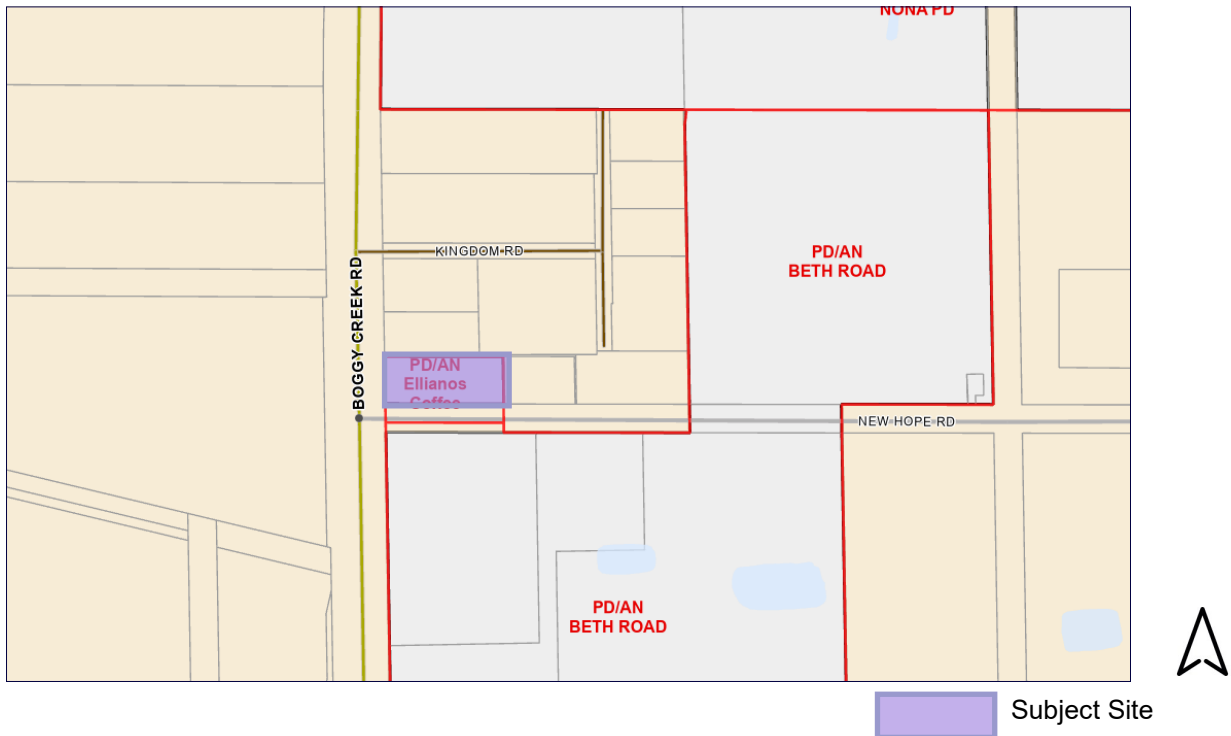 NONA PD
PD/AN
BETH ROAD
KINGDOM RD
BOGGY CREEK RD
PD/AN
Ellianos
Coffee
NEW HOPE RD
PD/AN
BETH ROAD
Subject Site